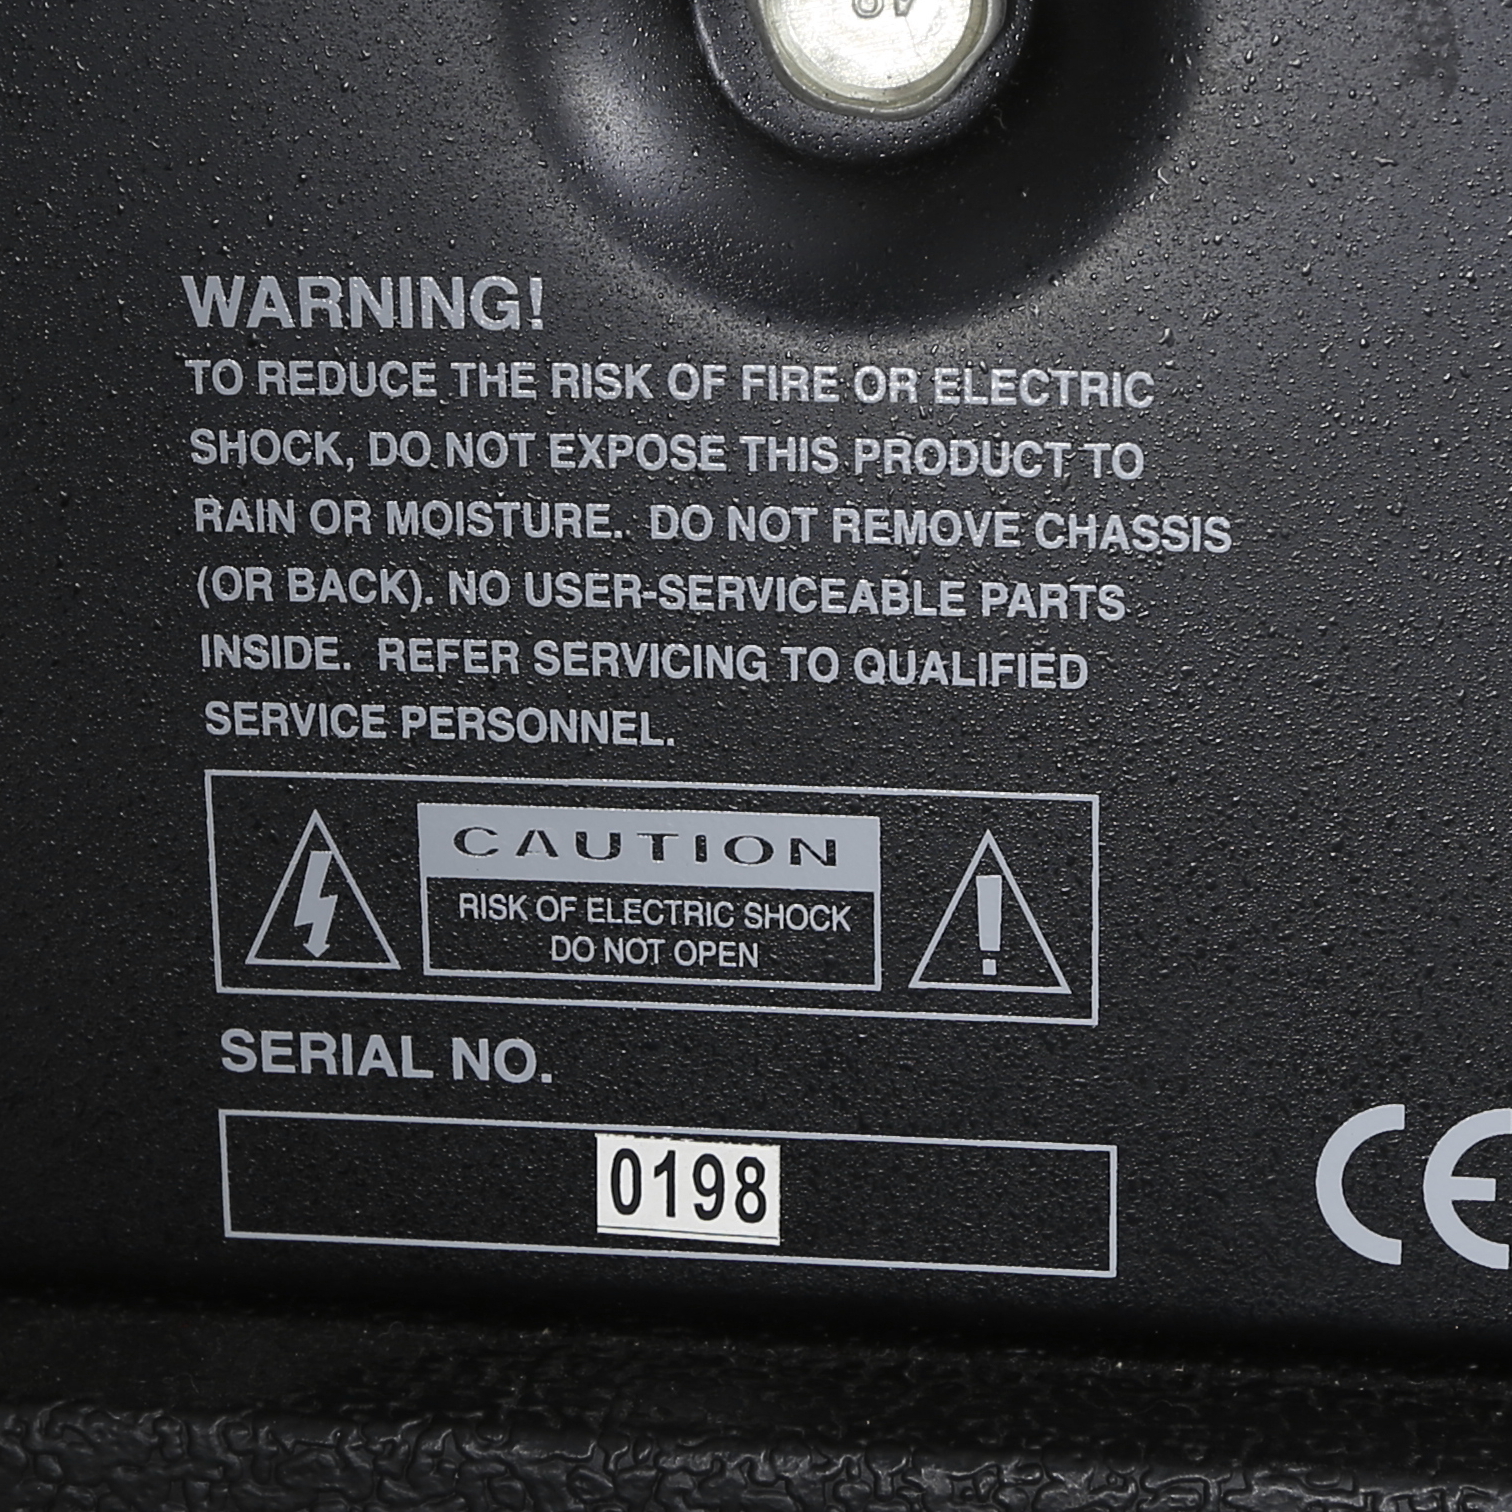 WARNING!
TO REDUCE THE RISK OF FIRE OR ELECTRIC
SHOCK, DO NOT EXPOSE THIS PRODUCT TO
RAIN OR MOISTURE. DO NOT REMOVE CHASSIS
(OR BACK). NO USER-SERVICEABLE PARTS
INSIDE. REFER SERVICING TO QUALIFIED
SERVICE PERSONNEL.
CAUTION
RISK OF ELECTRIC SHOCK
DO NOT OPEN
SERIAL NO.
0198
CE